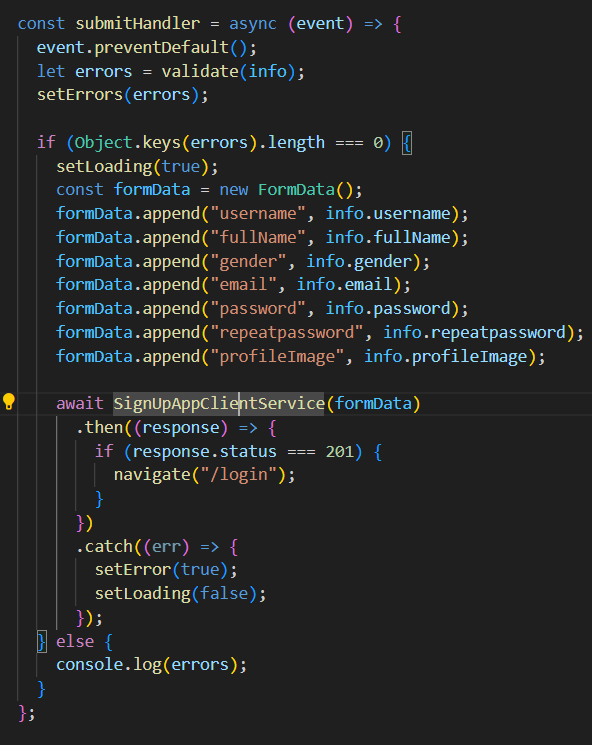 const submitHandler = async (event) => {
  event.preventDefault();
  let errors = validate(info);
  setErrors(errors);

  if (Object.keys(errors).length === 0) {
    setLoading(true);
    const formData = new FormData();
    formData.append("username", info.username);
    formData.append("fullName", info.fullName);
    formData.append("gender", info.gender);
    formData.append("email", info.email);
    formData.append("password", info.password);
    formData.append("repeatpassword", info.repeatpassword);
    formData.append("profileImage", info.profileImage);

    await SignUpAppClientService(formData)
      .then((response) => {
        if (response.status === 201) {
          navigate("/login");
        }
      })
      .catch((err) => {
        setError(true);
        setLoading(false);
      });
  } else {
    console.log(errors);
  }
};